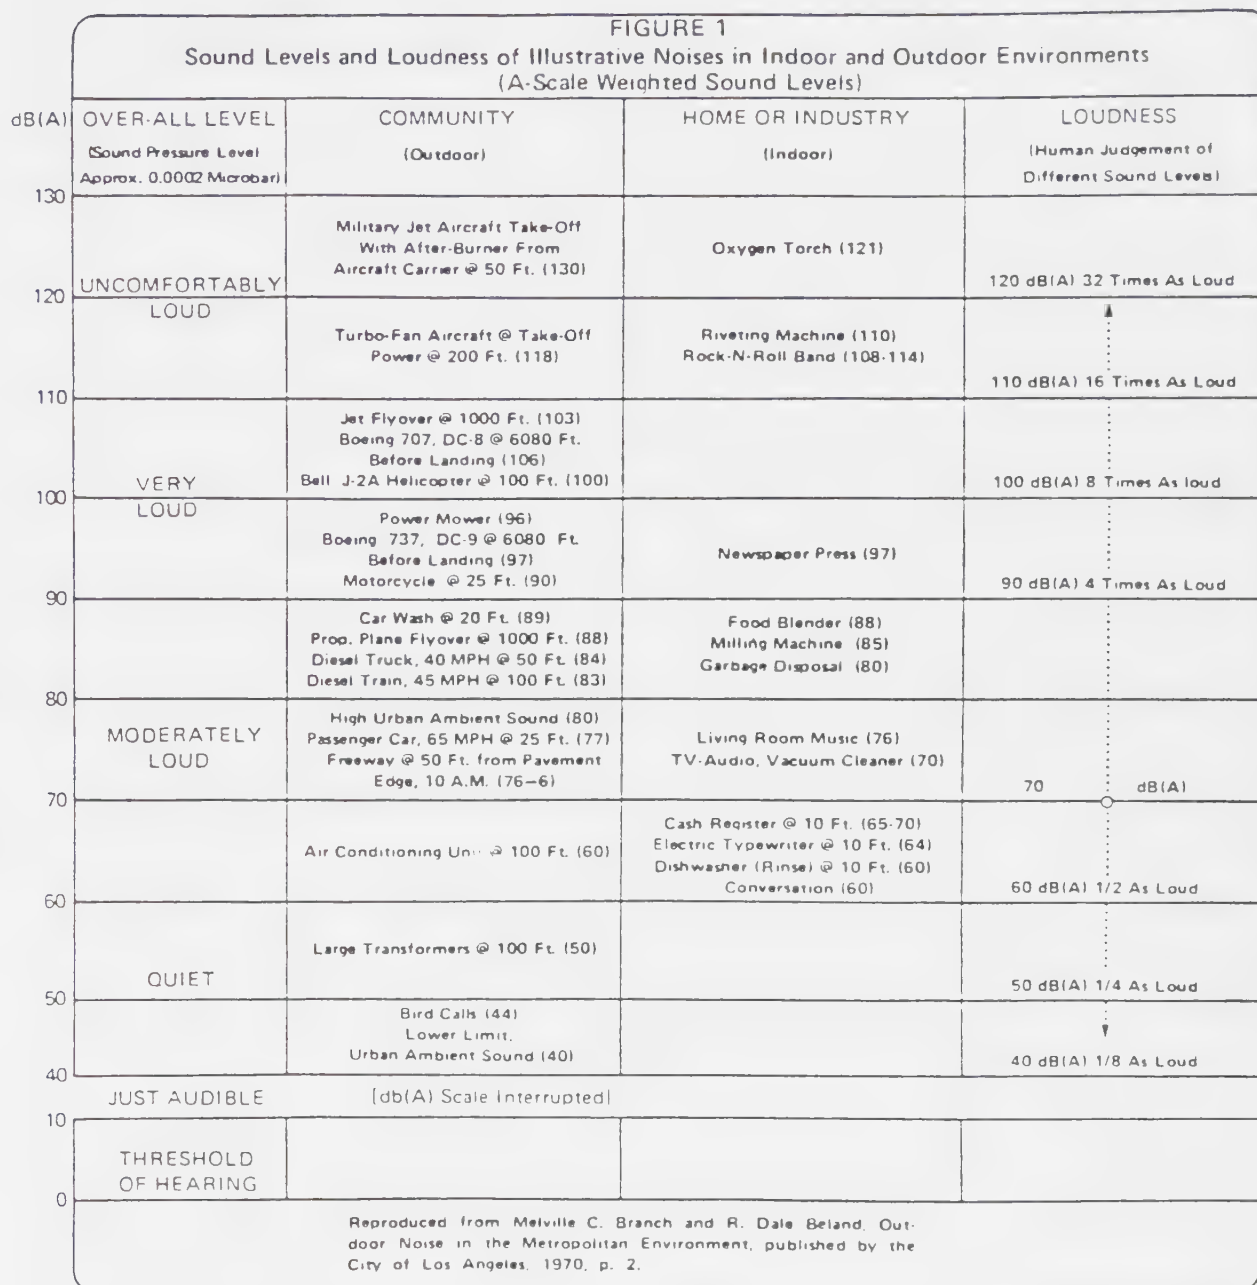 FIGURE 1
Sound Levels and Loudness of Illustrative Noises in Indoor and Outdoor Environments
(A-Scale Weighted Sound Levels)
dB(A)
OVER-ALL LEVEL
(Sound Pressure Level
Approx. 0.0002 Microbar)
COMMUNITY
(Outdoor)
HOME OR INDUSTRY
(Indoor)
LOUDNESS
(Human Judgement of
Different Sound Levels)
130
UNCOMFORTABLY
LOUD
Military Jet Aircraft Take-Off
With After-Burner From
Aircraft Carrier @ 50 Ft. (130)
Oxygen Torch (121)
120 dB(A) 32 Times As Loud
120
Turbo-Fan Aircraft @ Take-Off
Power @ 200 Ft. (118)
Riveting Machine (110)
Rock-N-Roll Band (108-114)
110 dB(A) 16 Times As Loud
110
VERY
LOUD
Jet Flyover @ 1000 Ft. (103)
Boeing 707, DC-8 @ 6080 Ft.
Before Landing (106)
Bell J-2A Helicopter @ 100 Ft. (100)
100 dB(A) 8 Times As loud
100
Power Mower (96)
Boeing 737, DC-9 @ 6080 Ft.
Before Landing (97)
Motorcycle @ 25 Ft. (90)
Newspaper Press (97)
90 dB(A) 4 Times As Loud
90
Car Wash @ 20 Ft. (89)
Prop. Plane Flyover @ 1000 Ft. (88)
Diesel Truck, 40 MPH @ 50 Ft. (84)
Diesel Train, 45 MPH @ 100 Ft. (83)
Food Blender (88)
Milling Machine (85)
Garbage Disposal (80)
80
MODERATELY
LOUD
High Urban Ambient Sound (80)
Passenger Car, 65 MPH @ 25 Ft. (77)
Freeway @ 50 Ft. from Pavement
Edge, 10 A.M. (76-6)
Living Room Music (76)
TV-Audio, Vacuum Cleaner (70)
70 dB(A)
70
Air Conditioning @ 100 Ft. (60)
Cash Register @ 10 Ft. (65-70)
Electric Typewriter @ 10 Ft. (64)
Dishwasher (Rinse) @ 10 Ft. (60)
Conversation (60)
60 dB(A) 1/2 As Loud
60
QUIET
Large Transformers @ 100 Ft. (50)
50 dB(A) 1/4 As Loud
50
Bird Calls (44)
Lower Limit,
Urban Ambient Sound (40)
40 dB(A) 1/8 As Loud
40
JUST AUDIBLE
[db(A) Scale Interrupted]
10
THRESHOLD
OF HEARING
0
Reproduced from Melville C. Branch and R. Dale Beland, Out-
door Noise in the Metropolitan Environment, published by the
City of Los Angeles, 1970, p. 2.